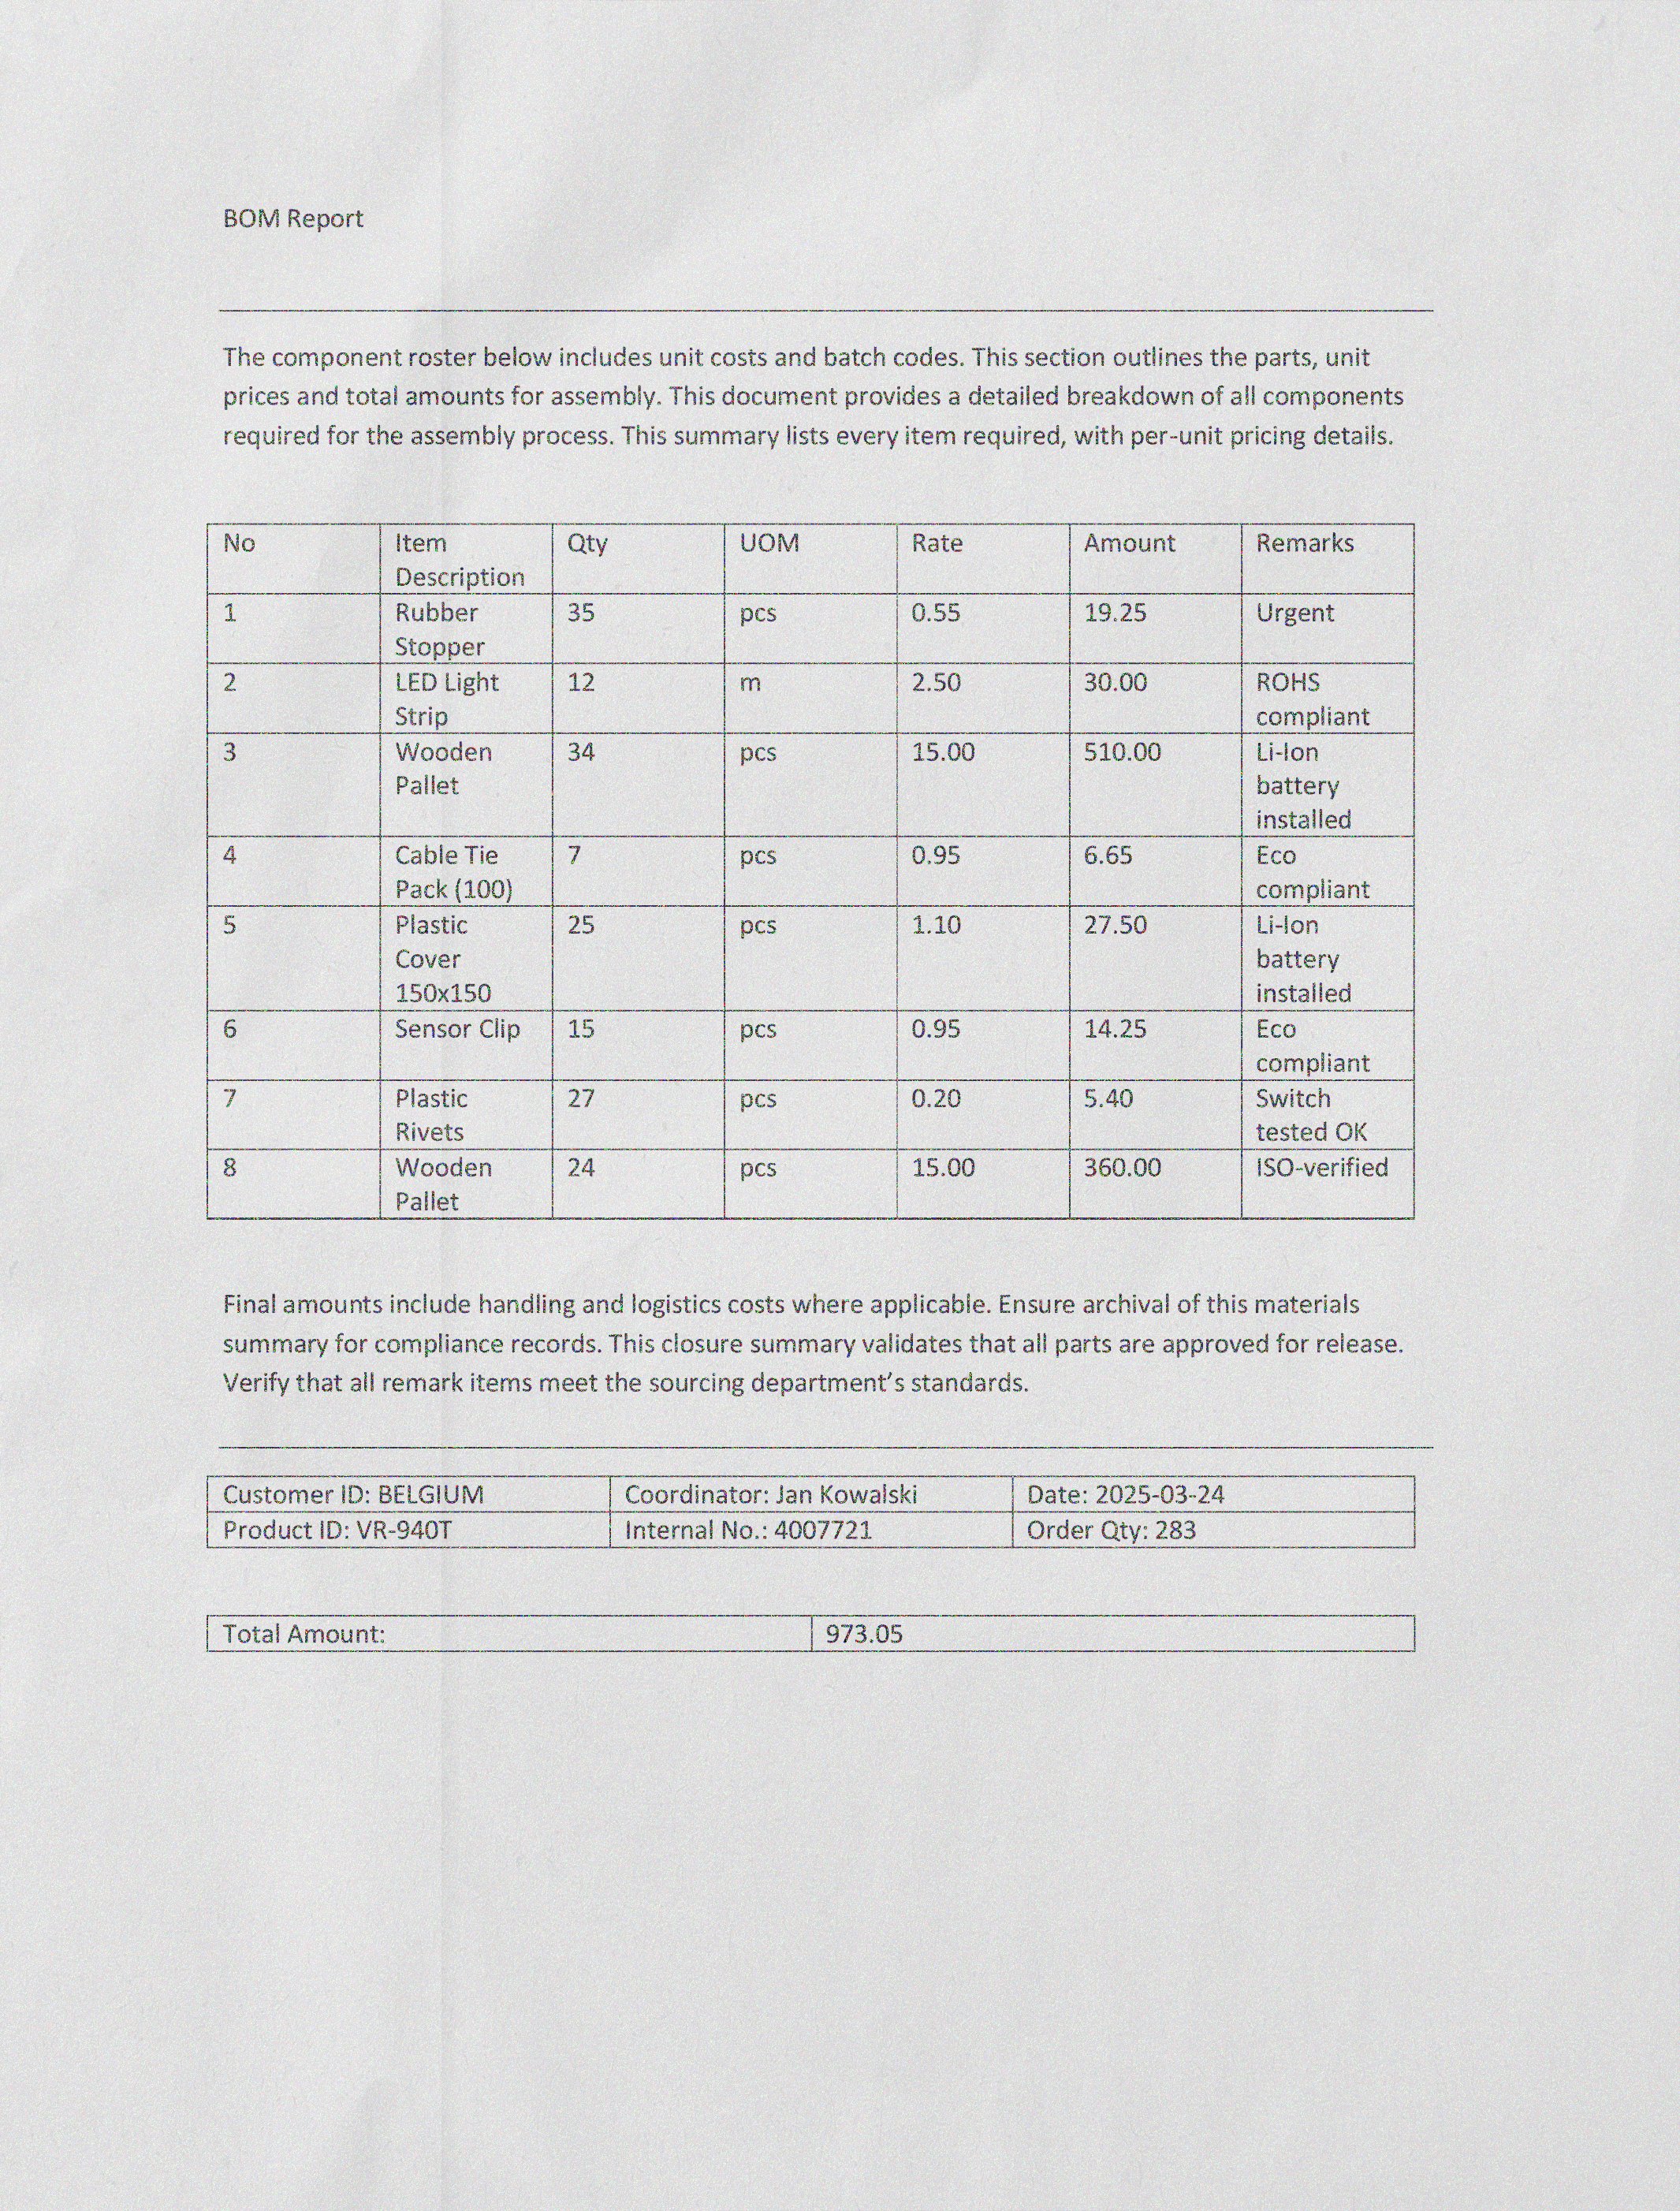 BOM Report
The component roster below includes unit costs and batch codes. This section outlines the parts, unit
prices and total amounts for assembly. This document provides a detailed breakdown of all components
required for the assembly process. This summary lists every item required, with per-unit pricing details.
No Item Description Qty UOM Rate Amount Remarks
1 Rubber Stopper 35 pcs 0.55 19.25 Urgent
2 LED Light Strip 12 m 2.50 30.00 ROHS compliant
3 Wooden Pallet 34 pcs 15.00 510.00 Li-Ion battery installed
4 Cable Tie Pack (100) 7 pcs 0.95 6.65 Eco compliant
5 Plastic Cover 150x150 25 pcs 1.10 27.50 Li-Ion battery installed
6 Sensor Clip 15 pcs 0.95 14.25 Eco compliant
7 Plastic Rivets 27 pcs 0.20 5.40 Switch tested OK
8 Wooden Pallet 24 pcs 15.00 360.00 ISO-verified
Final amounts include handling and logistics costs where applicable. Ensure archival of this materials
summary for compliance records. This closure summary validates that all parts are approved for release.
Verify that all remark items meet the sourcing department’s standards.
Customer ID: BELGIUM Coordinator: Jan Kowalski Date: 2025-03-24
Product ID: VR-940T Internal No.: 4007721 Order Qty: 283
Total Amount: 973.05